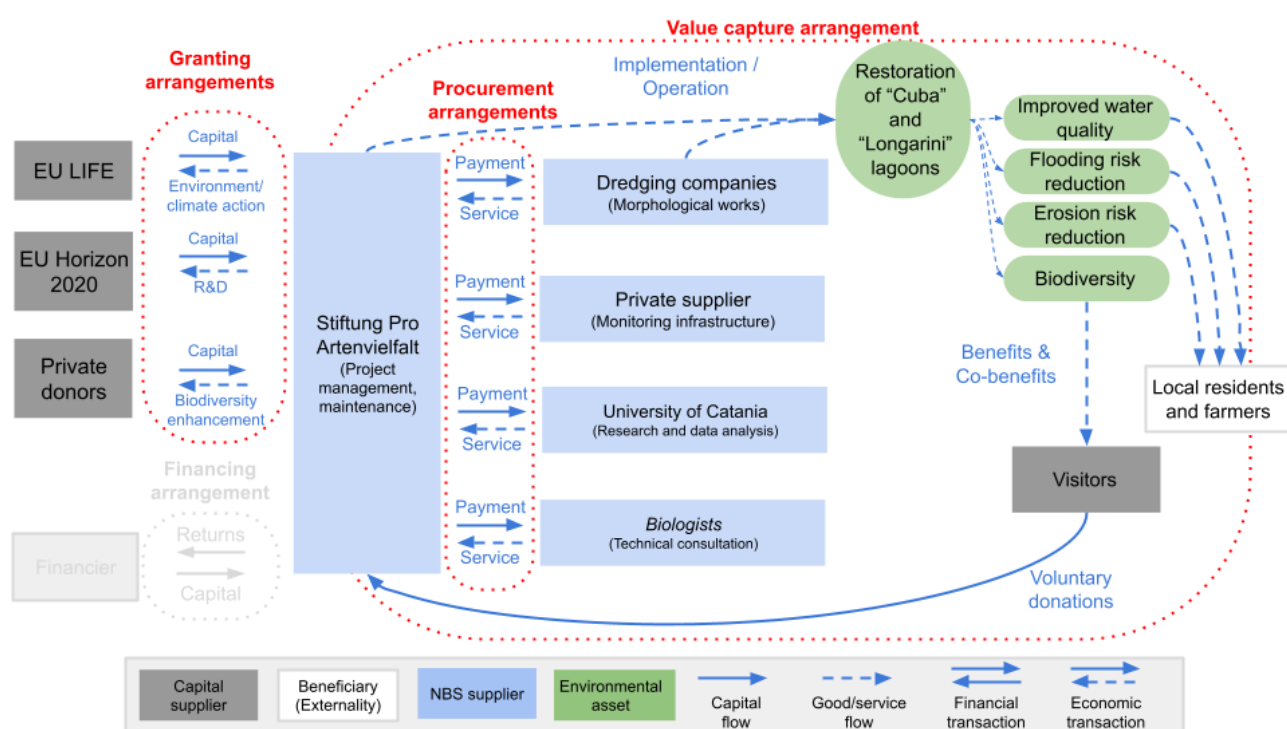 Value capture arrangement
Granting
arrangements
Implementation /
Operation
Procurement
arrangements
Restoration
of “Cuba”
and
“Longarini”
lagoons
Improved water
quality
Flooding risk
reduction
Erosion risk
reduction
Biodiversity
EU LIFE
Capital
Environment/
climate action
EU Horizon
2020
Capital
R&D
Private
donors
Capital
Biodiversity
enhancement
Stiftung Pro
Artenvielfalt
(Project
management,
maintenance)
Payment
Service
Dredging companies
(Morphological works)
Payment
Service
Private supplier
(Monitoring infrastructure)
Payment
Service
University of Catania
(Research and data analysis)
Payment
Service
Biologists
(Technical consultation)
Benefits &
Co-benefits
Local residents
and farmers
Visitors
Voluntary
donations
Financing
arrangement
Financier
Returns
Capital
Capital
supplier
Beneficiary
(Externality)
NBS supplier
Environmental
asset
Capital
flow
Good/service
flow
Financial
transaction
Economic
transaction